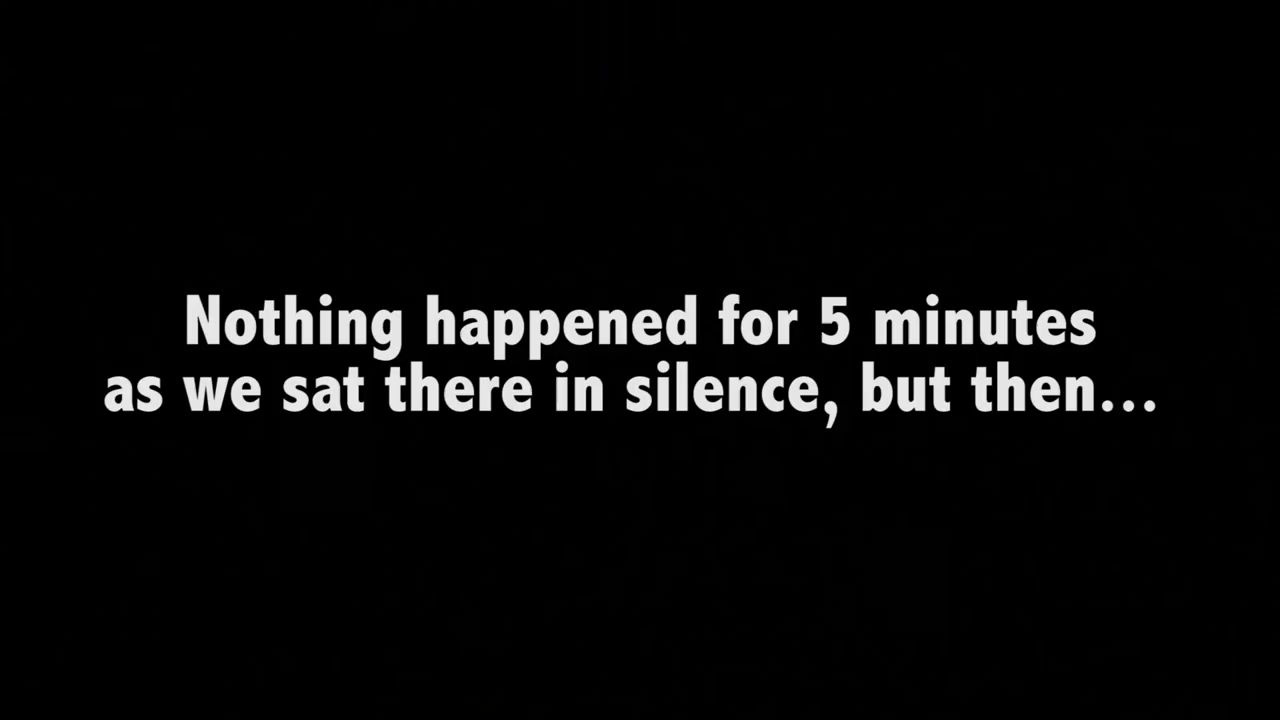 Nothing happened for 5 minutes
as we sat there in silence, but then...